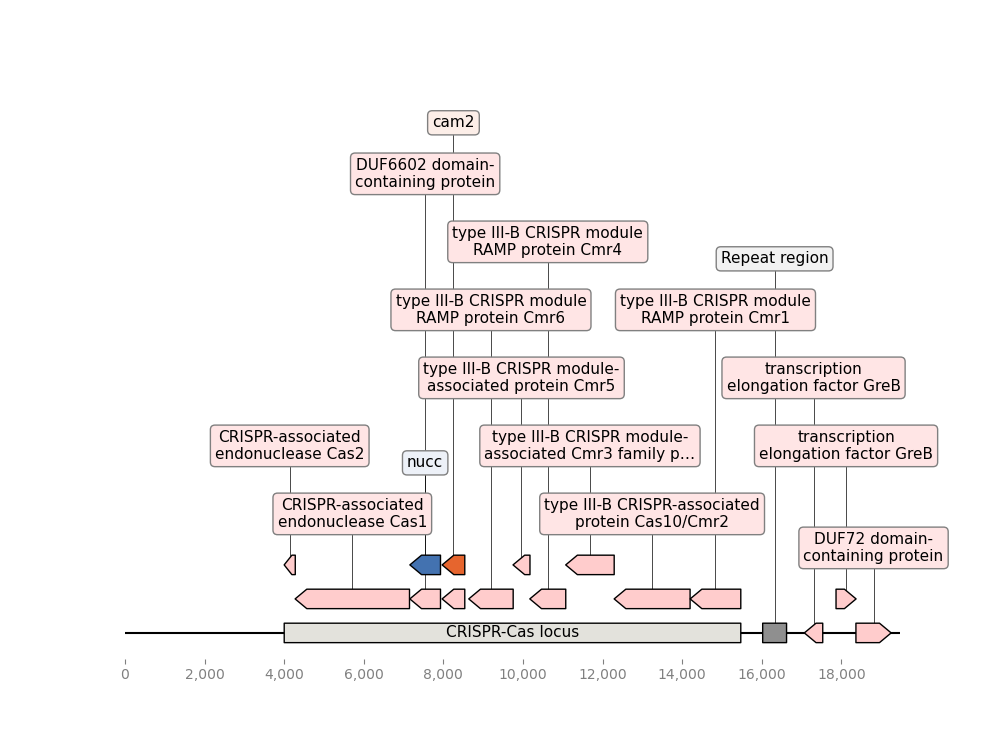 cam2
DUF6602 domain-
containing protein
type III-B CRISPR module
RAMP protein Cmr4
Repeat region
type III-B CRISPR module
RAMP protein Cmr6
type III-B CRISPR module
RAMP protein Cmr1
type III-B CRISPR module-
associated protein Cmr5
transcription
elongation factor GreB
CRISPR-associated
endonuclease Cas2
nucc
type III-B CRISPR module-
associated Cmr3 family p...
transcription
elongation factor GreB
CRISPR-associated
endonuclease Cas1
type III-B CRISPR-associated
protein Cas10/Cmr2
DUF72 domain-
containing protein
CRISPR-Cas locus
0 2,000 4,000 6,000 8,000 10,000 12,000 14,000 16,000 18,000